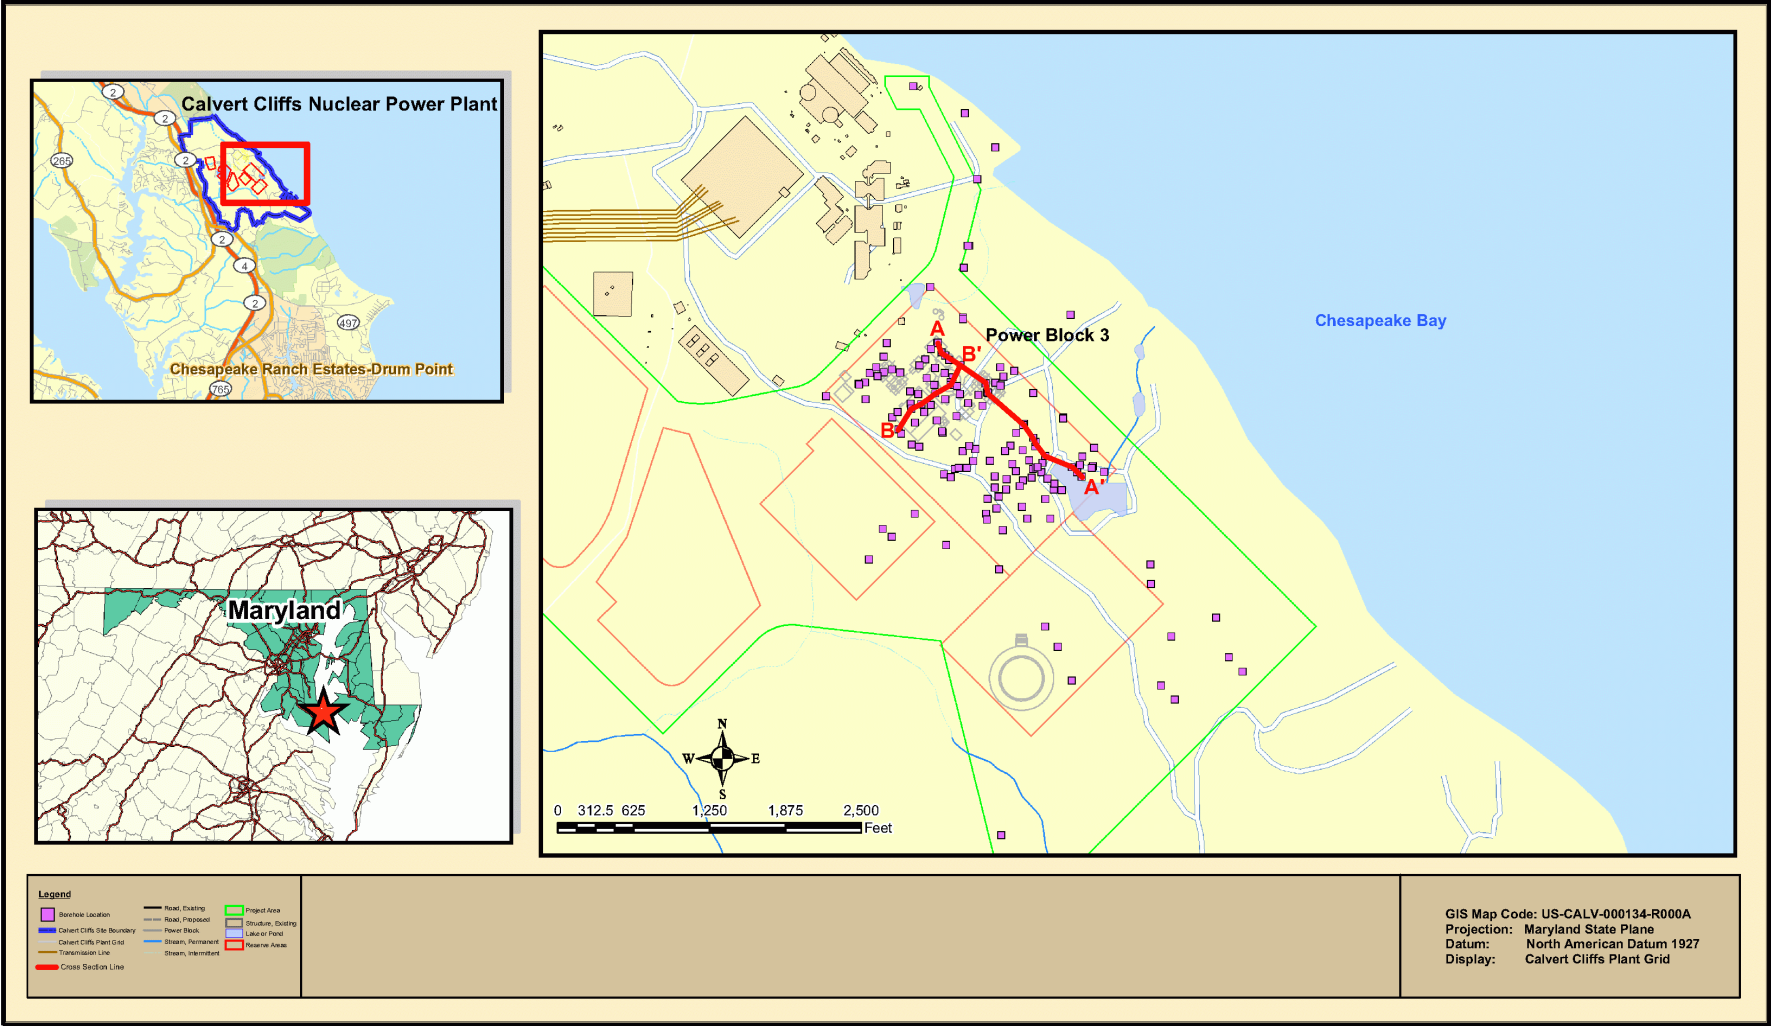 Calvert Cliffs Nuclear Power Plant
2
2
2
265
2
4
2
497
Chesapeake Ranch Estates-Drum Point
765
Maryland
Chesapeake Bay
Power Block 3
A
B'
B
A'
N
W E
S
0 312.5 625 1,250 1,875 2,500
Feet
Legend
Borehole Location
Calvert Cliffs Site Boundary
Calvert Cliffs Plant Grid
Transmission Line
Cross Section Line
Road, Existing
Road, Proposed
Power Block
Stream, Permanent
Stream, Intermittent
Project Area
Structure, Existing
Lake or Pond
Reserve Areas
GIS Map Code: US-CALV-000134-R000A
Projection: Maryland State Plane
Datum: North American Datum 1927
Display: Calvert Cliffs Plant Grid